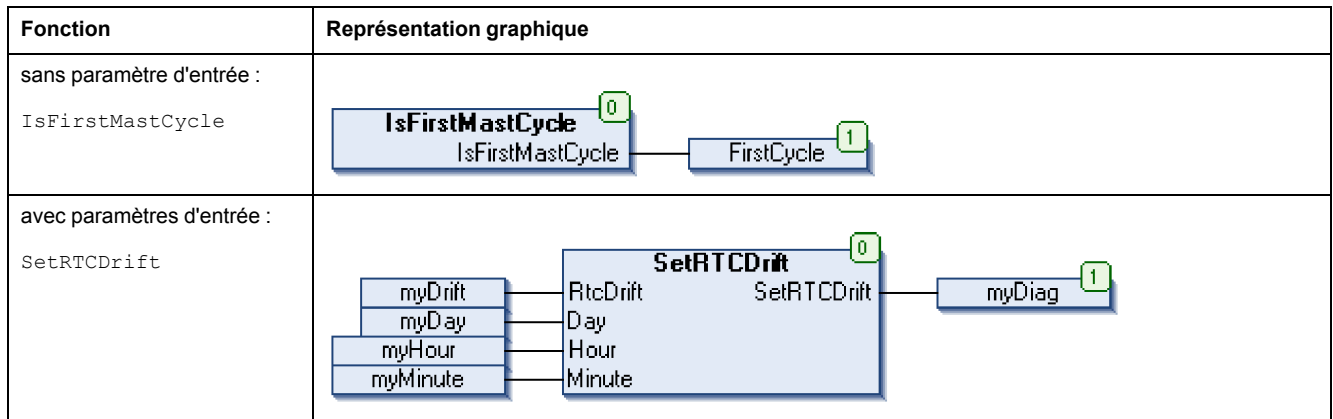 Fonction
Représentation graphique
sans paramètre d'entrée :
IsFirstMastCycle
0
IsFirstMastCycle
IsFirstMastCycle
FirstCycle
1
avec paramètres d'entrée :
SetRTCDrift
0
SetRTCDrift
myDrift
RtcDrift
SetRTCDrift
myDiag
1
myDay
Day
myHour
Hour
myMinute
Minute